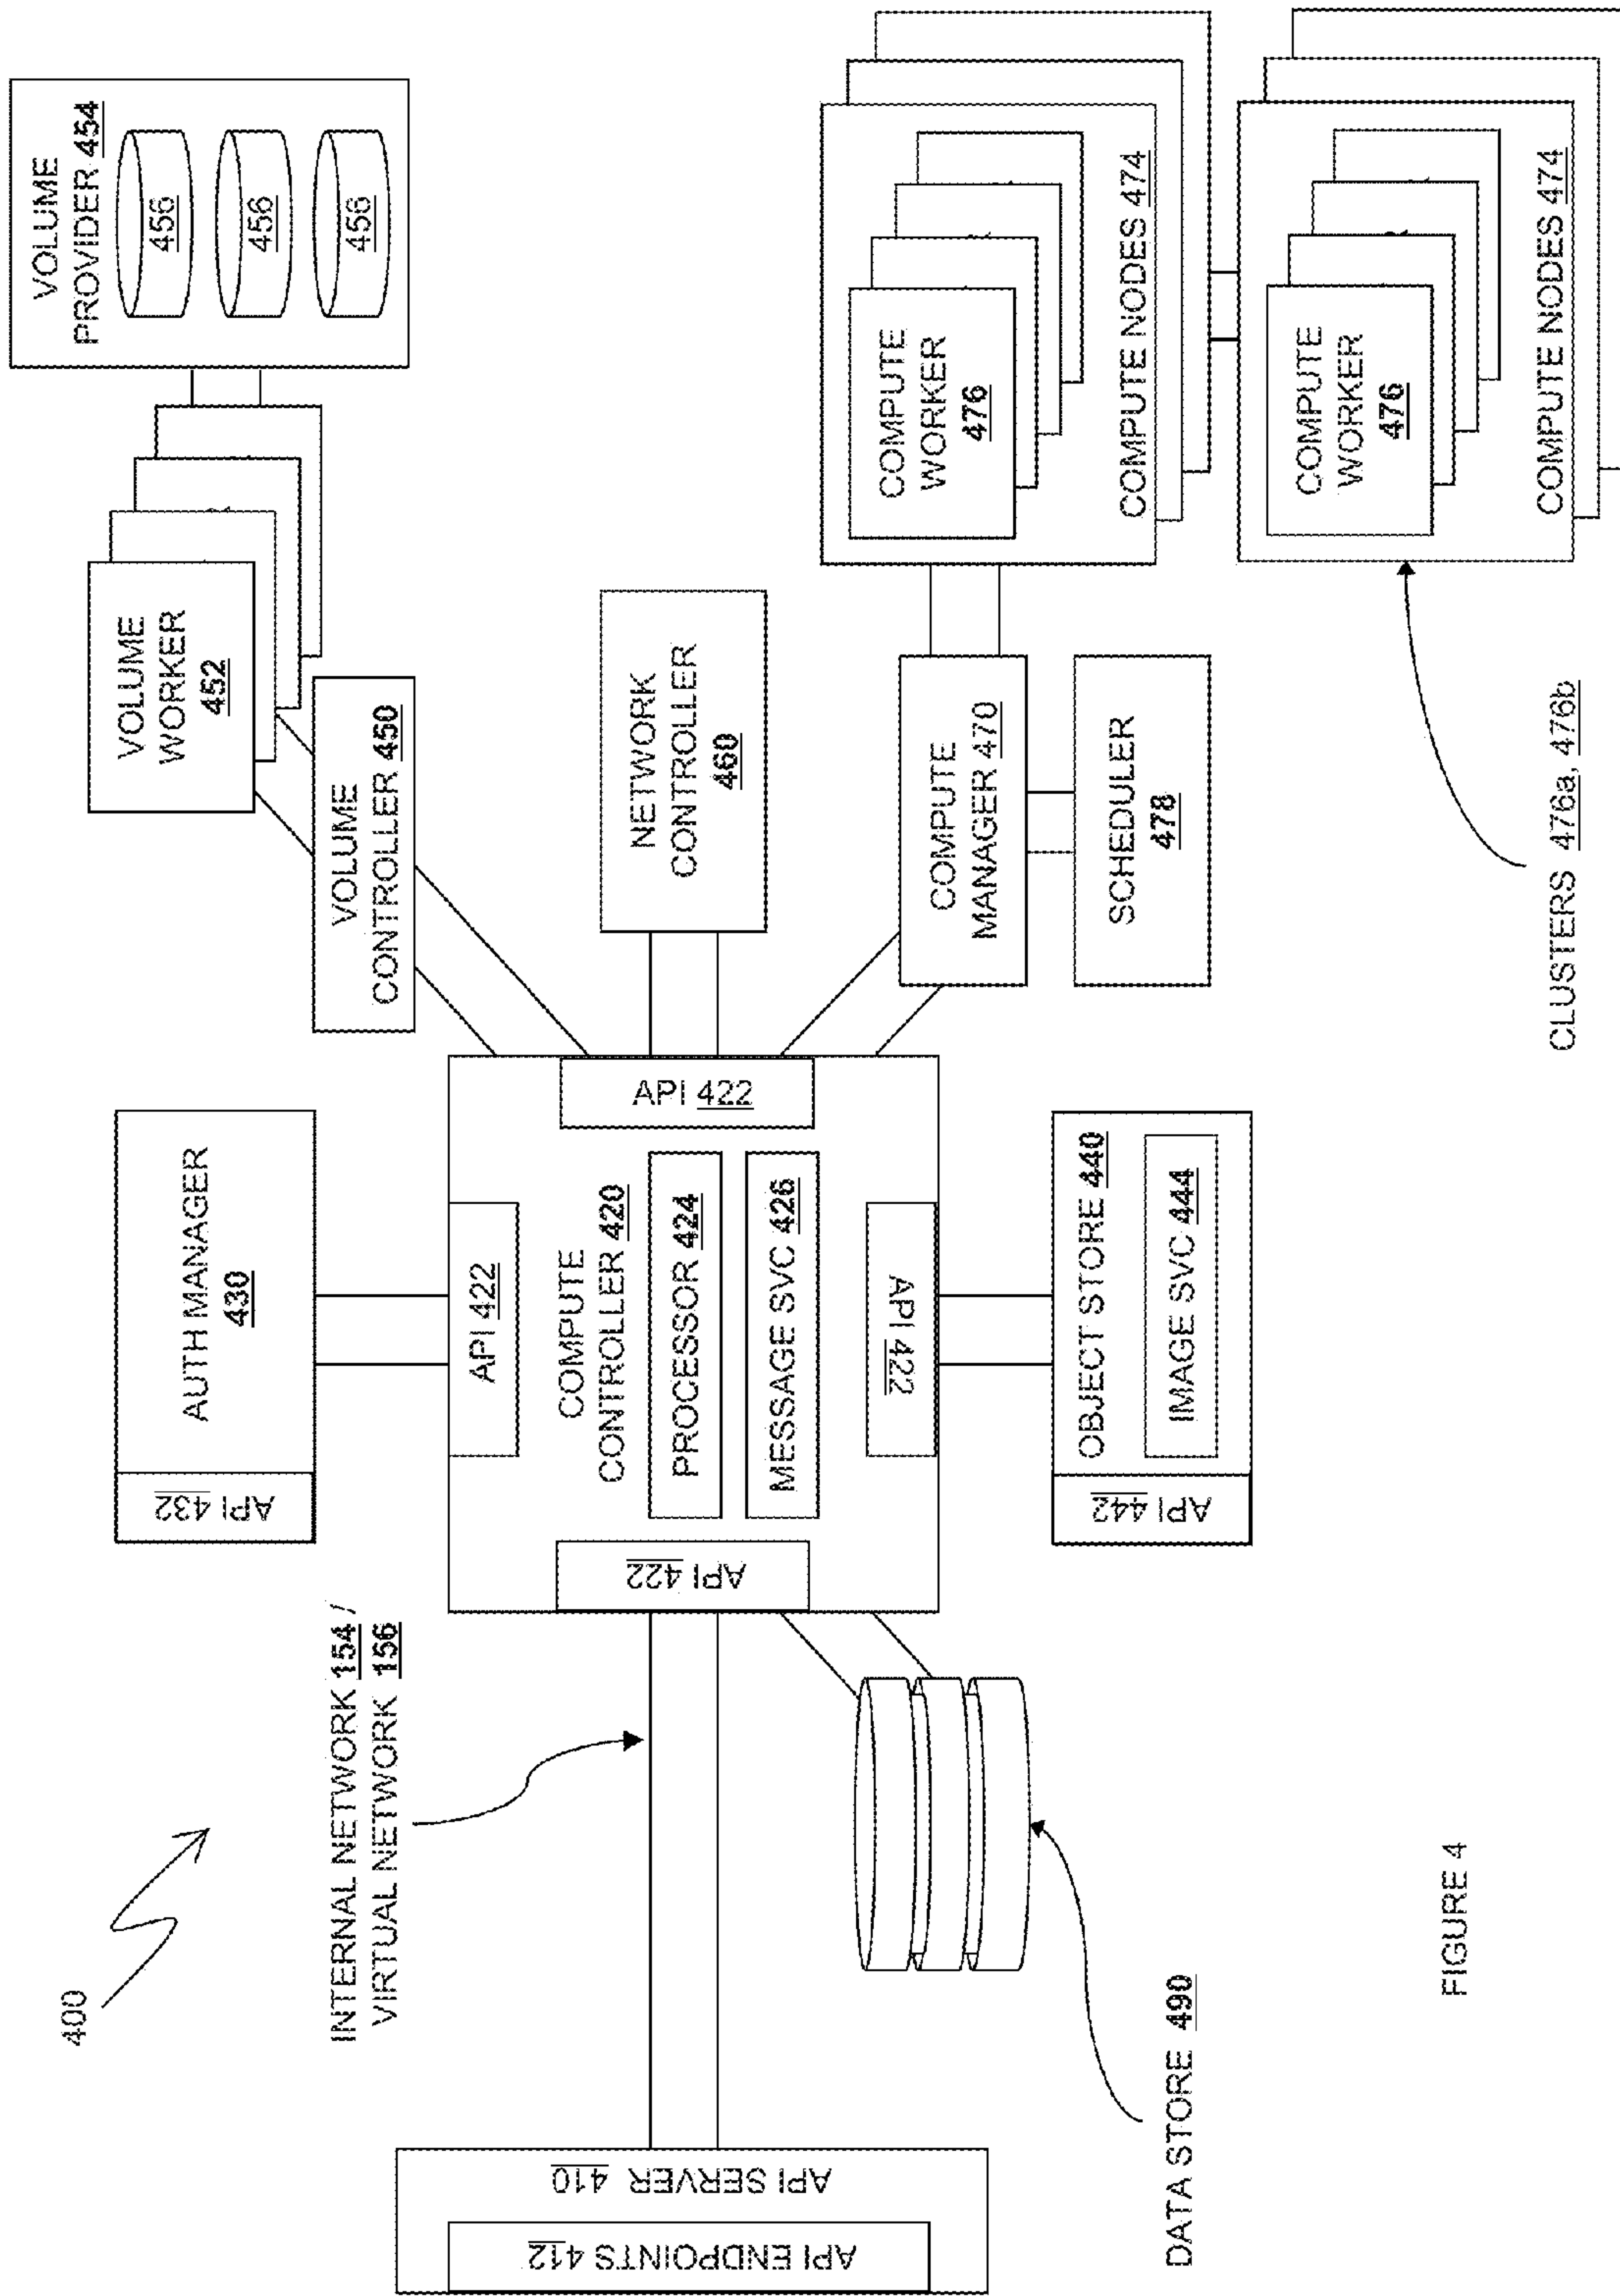 400
INTERNAL NETWORK 154 /
VIRTUAL NETWORK 156
API SERVER 410
API ENDPOINTS 412
DATA STORE 490
API 432
AUTH MANAGER
430
API 422
API 422
COMPUTE
CONTROLLER 420
PROCESSOR 424
MESSAGE SVC 426
API 422
API 422
API 442
OBJECT STORE 440
IMAGE SVC 444
VOLUME
CONTROLLER 450
VOLUME
WORKER
452
VOLUME
PROVIDER 454
456
456
456
NETWORK
CONTROLLER
460
COMPUTE
MANAGER 470
SCHEDULER
478
COMPUTE
WORKER
476
COMPUTE NODES 474
COMPUTE
WORKER
476
COMPUTE NODES 474
CLUSTERS 476a, 476b
FIGURE 4